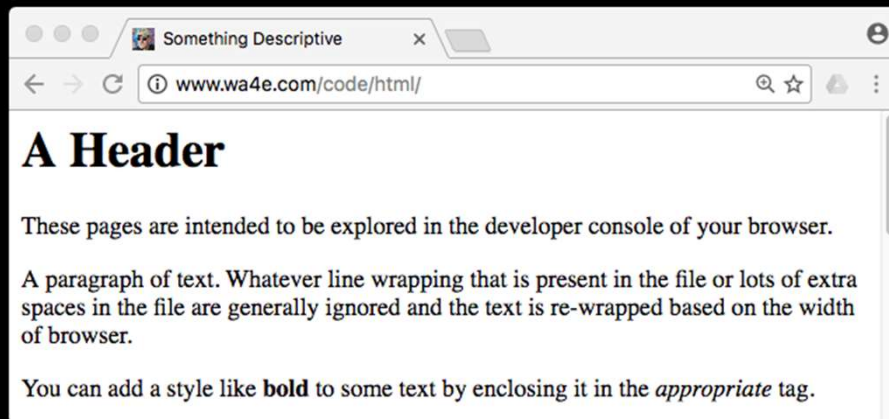 Something Descriptive
www.wa4e.com/code/html/
A Header
These pages are intended to be explored in the developer console of your browser.
A paragraph of text. Whatever line wrapping that is present in the file or lots of extra
spaces in the file are generally ignored and the text is re-wrapped based on the width
of browser.
You can add a style like bold to some text by enclosing it in the appropriate tag.